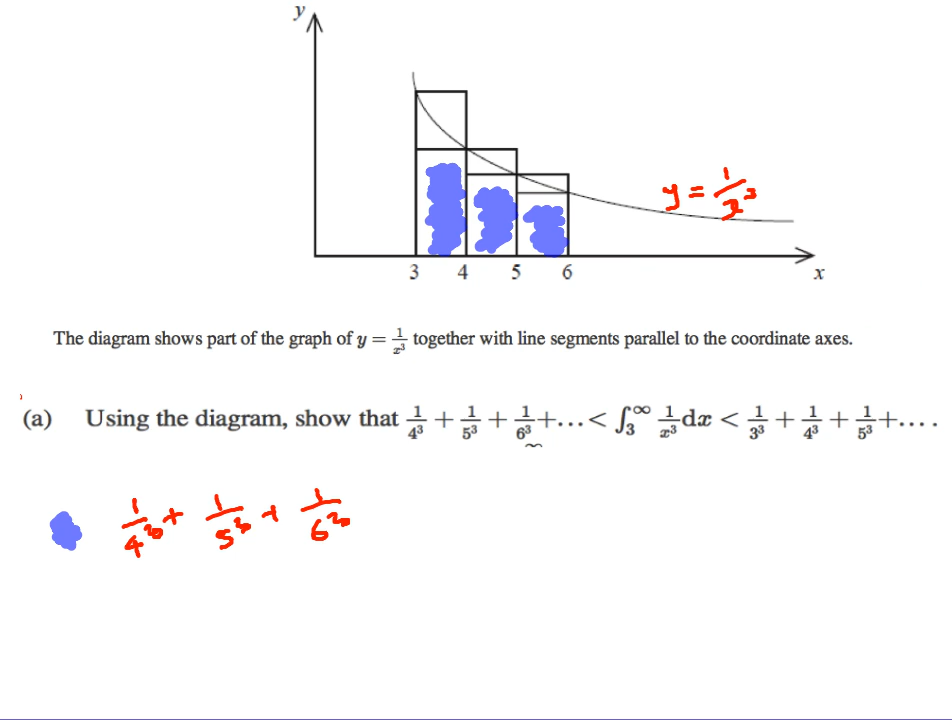 y
y = 1/x³
3 4 5 6 x
The diagram shows part of the graph of y = 1/x³ together with line segments parallel to the coordinate axes.
(a) Using the diagram, show that 1/4³ + 1/5³ + 1/6³ +… < ∫₃^∞ 1/x³ dx < 1/3³ + 1/4³ + 1/5³ +… .
1/4³ + 1/5³ + 1/6³